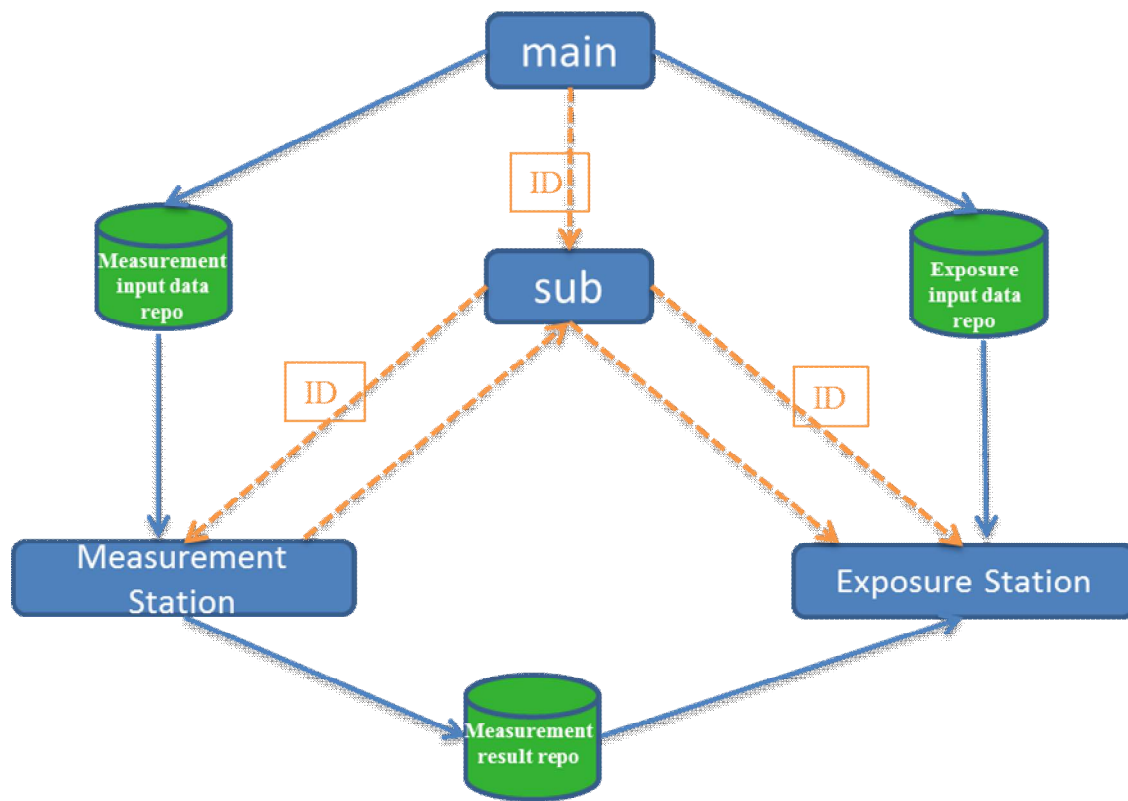 main
ID
Measurement
input data
repo
sub
Exposure
input data
repo
ID
ID
Measurement
Station
Exposure Station
Measurement
result repo